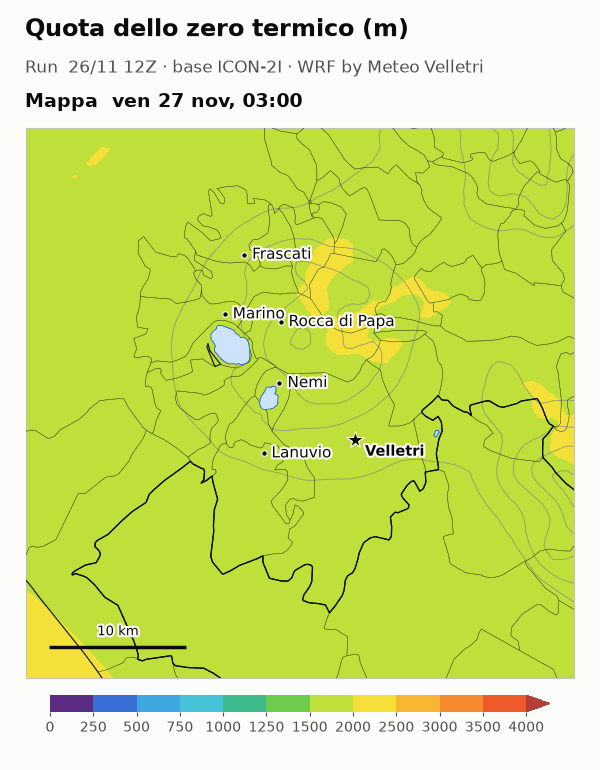 Quota dello zero termico (m)
Run  26/11 12Z · base ICON-2I · WRF by Meteo Velletri
Mappa  ven 27 nov, 03:00
Frascati
Marino
Rocca di Papa
Nemi
Velletri
Lanuvio
10 km
0 250 500 750 1000 1250 1500 2000 2500 3000 3500 4000